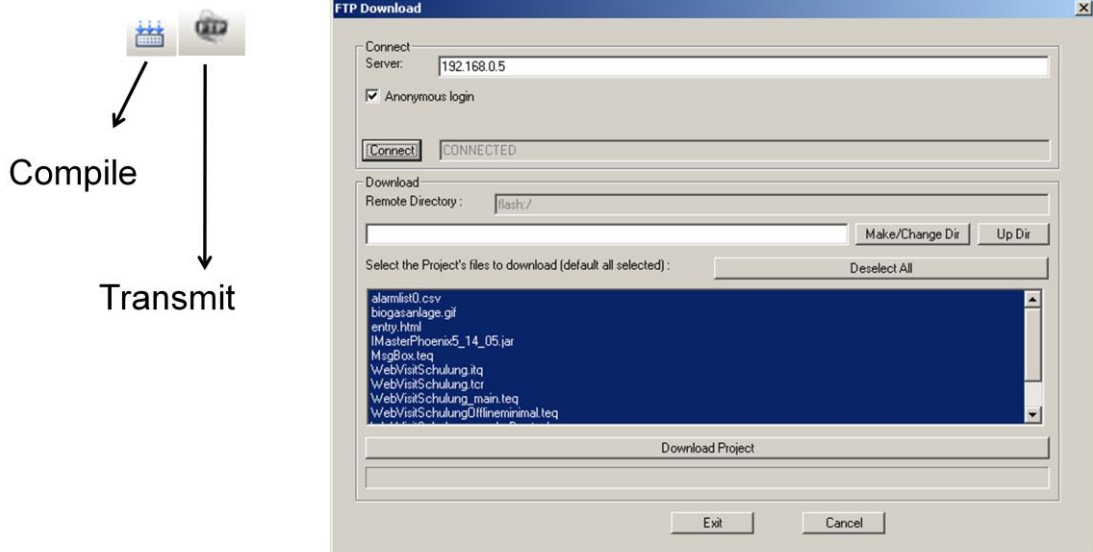 FTP
Compile
Transmit
FTP Download
Connect
Server:
192.168.0.5
Anonymous login
Connect
CONNECTED
Download
Remote Directory :
flash:/
Make/Change Dir
Up Dir
Select the Project's files to download (default all selected) :
Deselect All
alarmlist0.csv
biogasanlage.gif
entry.html
IMasterPhoenix5_14_05.jar
MsgBox.teq
WebVisitSchulung.itq
WebVisitSchulung.tcr
WebVisitSchulung_main.teq
WebVisitSchulungOfflineminimal.teq
Download Project
Exit
Cancel